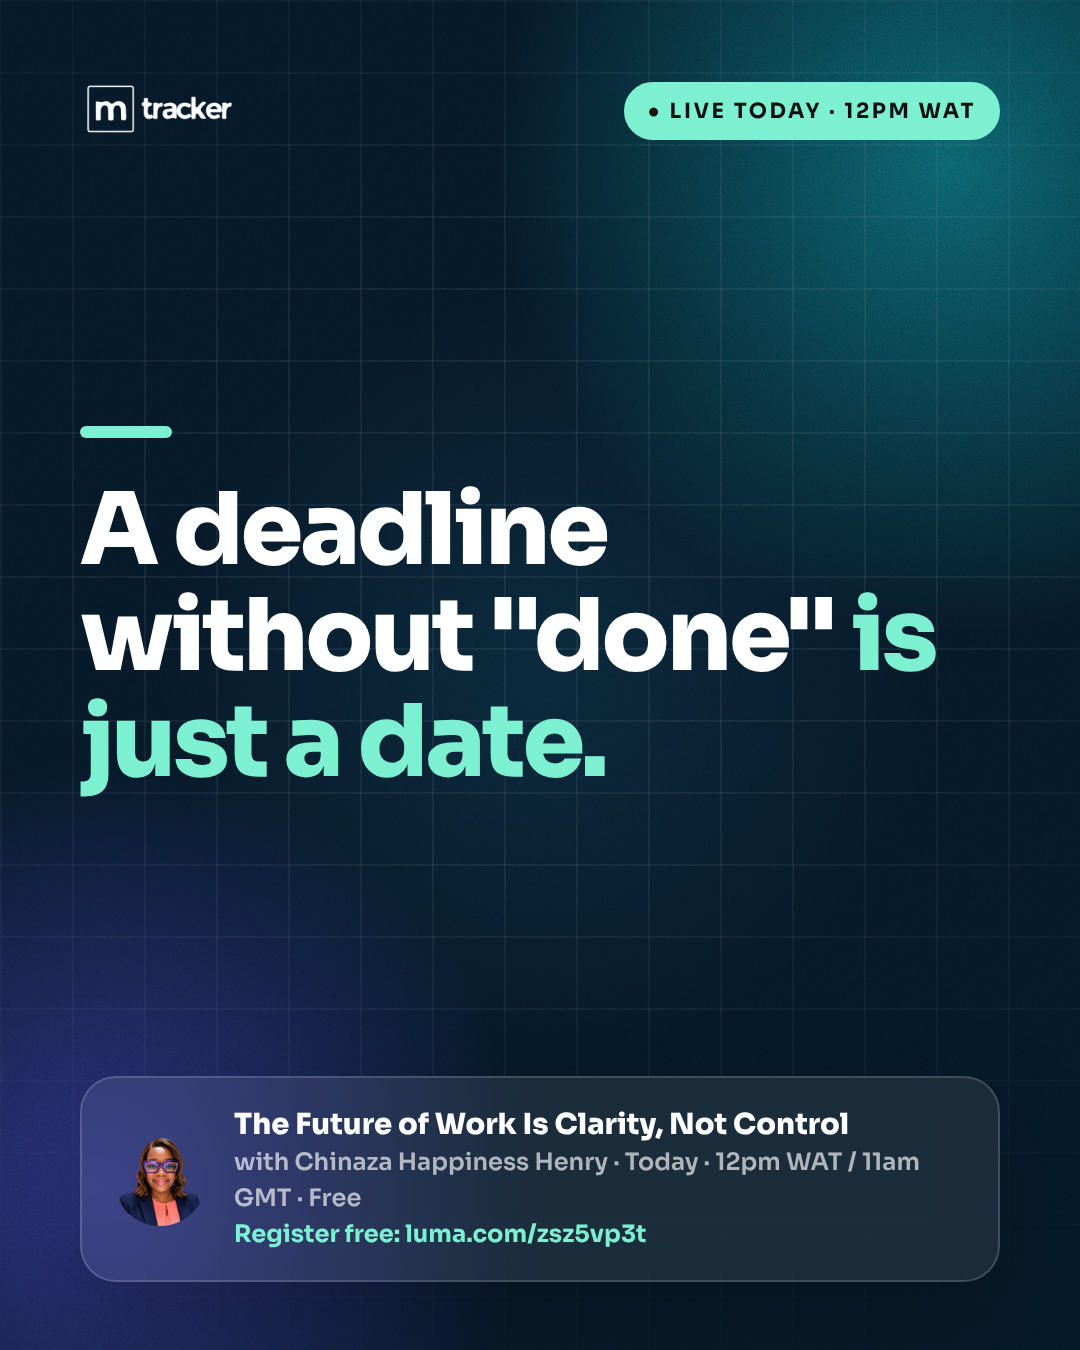 m tracker
• LIVE TODAY · 12PM WAT
A deadline
without "done" is
just a date.
The Future of Work Is Clarity, Not Control
with Chinaza Happiness Henry · Today · 12pm WAT / 11am
GMT · Free
Register free: luma.com/zsz5vp3t